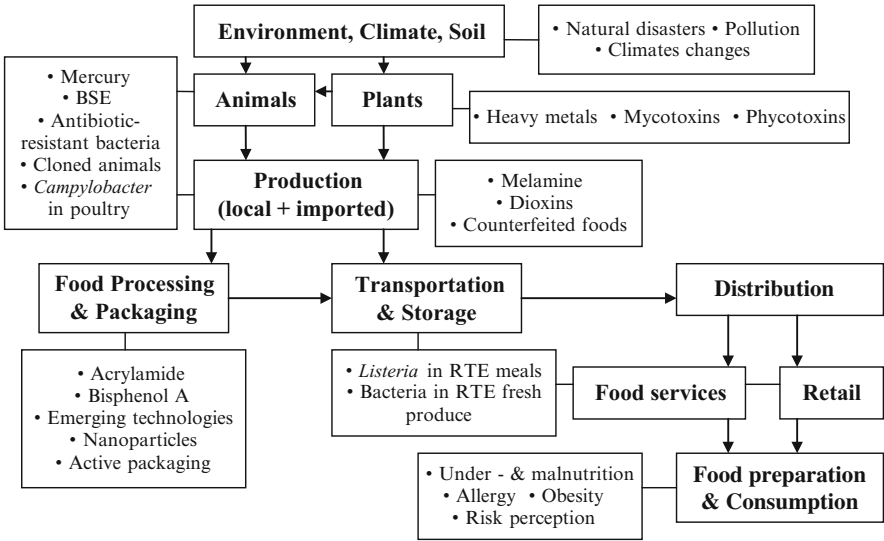 Environment, Climate, Soil
• Natural disasters • Pollution
• Climates changes
• Mercury
• BSE
• Antibiotic-
resistant bacteria
• Cloned animals
• Campylobacter
in poultry
Animals
Plants
• Heavy metals • Mycotoxins • Phycotoxins
Production
(local + imported)
• Melamine
• Dioxins
• Counterfeited foods
Food Processing
& Packaging
Transportation
& Storage
Distribution
• Acrylamide
• Bisphenol A
• Emerging technologies
• Nanoparticles
• Active packaging
• Listeria in RTE meals
• Bacteria in RTE fresh
produce
Food services
Retail
• Under - & malnutrition
• Allergy • Obesity
• Risk perception
Food preparation
& Consumption